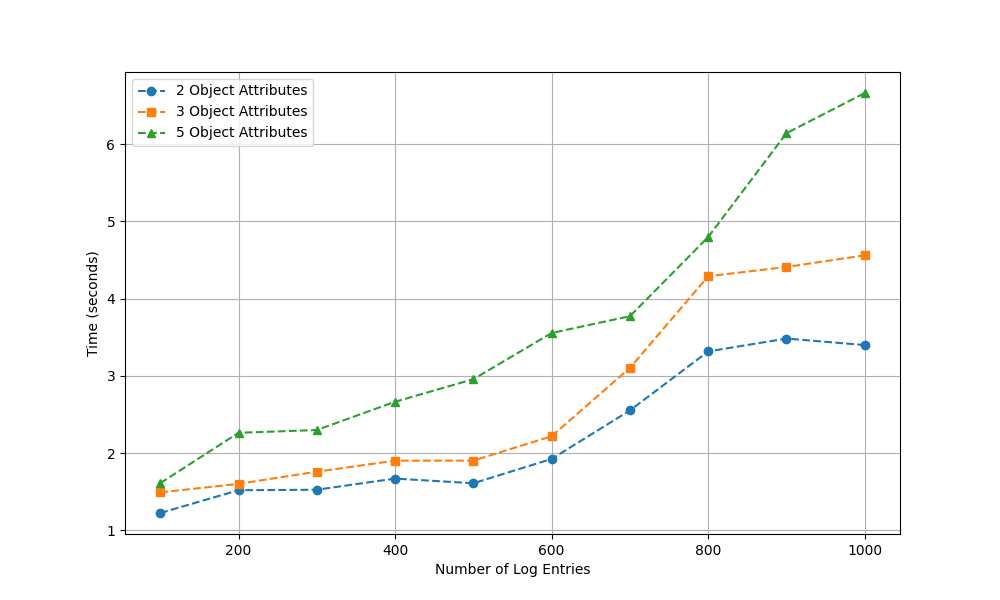 2 Object Attributes
3 Object Attributes
5 Object Attributes
Time (seconds)
6
5
4
3
2
1
200 400 600 800 1000
Number of Log Entries